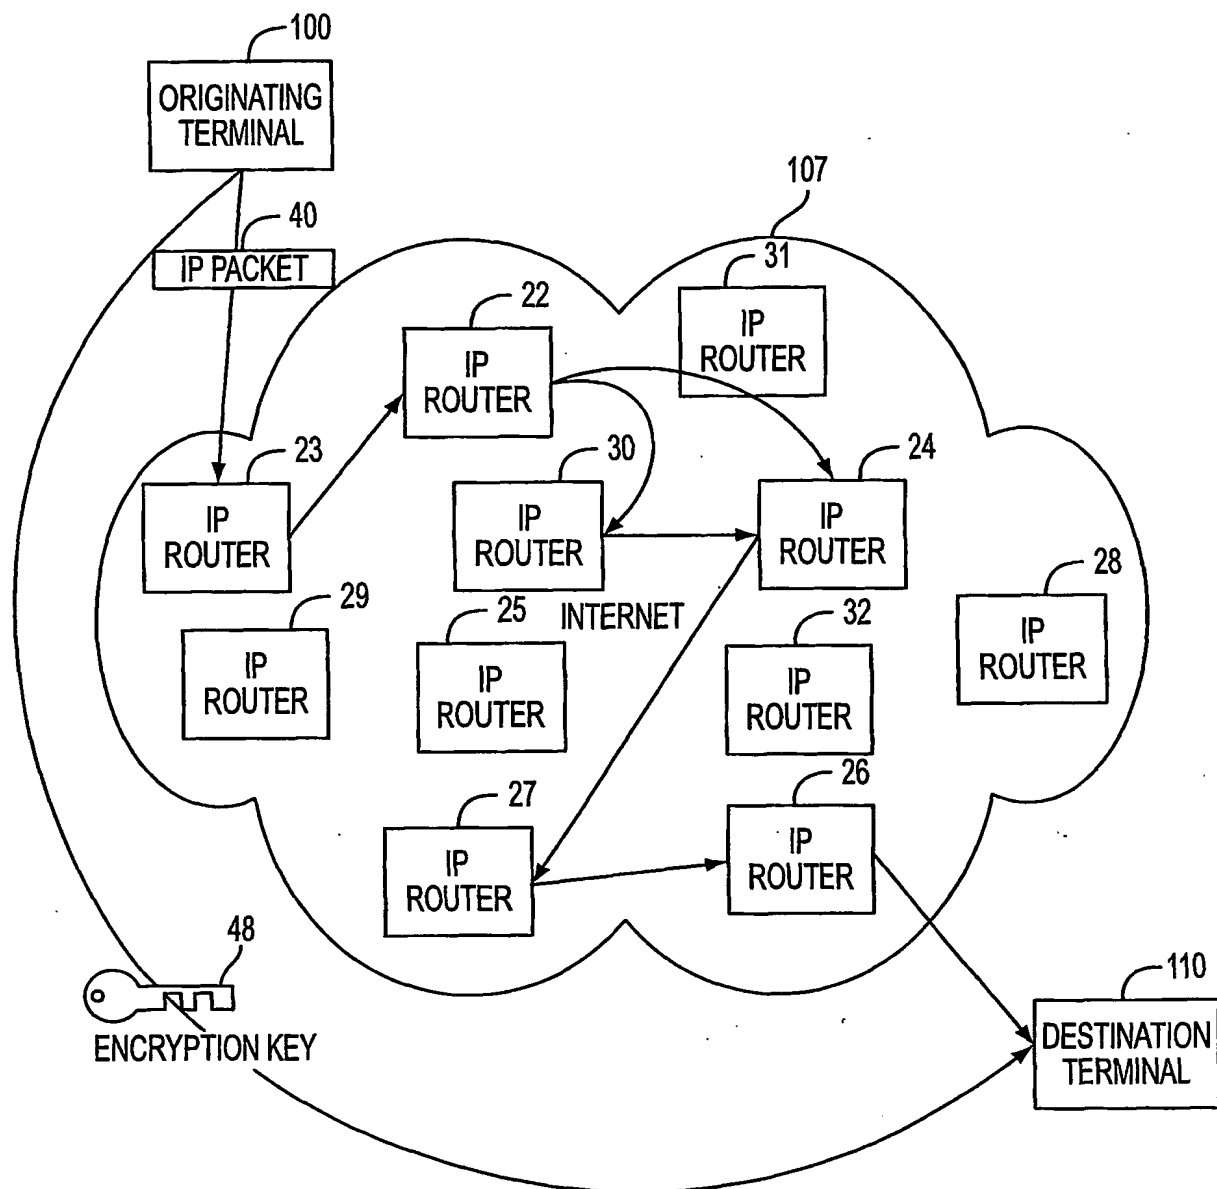 100
ORIGINATING
TERMINAL
107
40
IP PACKET
31
IP
ROUTER
22
IP
ROUTER
23
IP
ROUTER
30
IP
ROUTER
24
IP
ROUTER
INTERNET
29
IP
ROUTER
25
IP
ROUTER
32
IP
ROUTER
28
IP
ROUTER
27
IP
ROUTER
26
IP
ROUTER
48
ENCRYPTION KEY
110
DESTINATION
TERMINAL